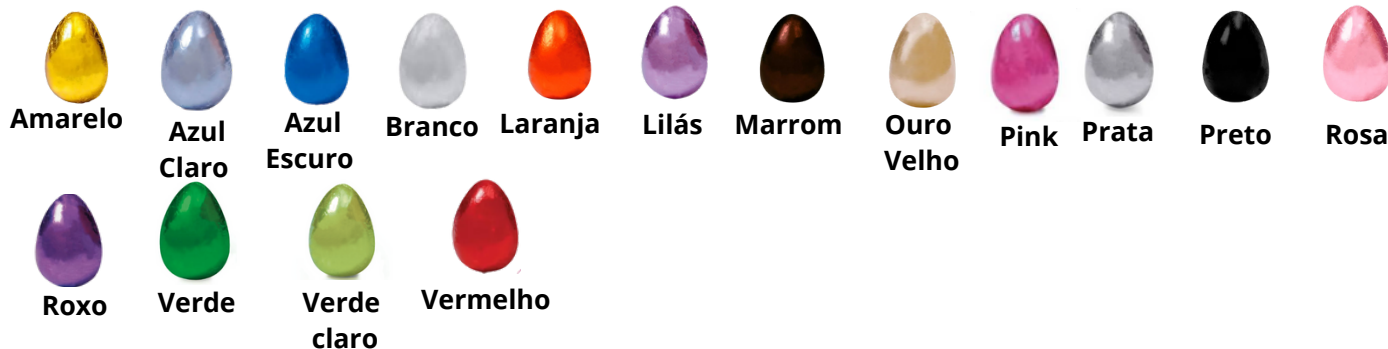 Amarelo
Azul
Claro
Azul
Escuro
Branco
Laranja
Lilás
Marrom
Ouro
Velho
Pink
Prata
Preto
Rosa
Roxo
Verde
Verde
claro
Vermelho